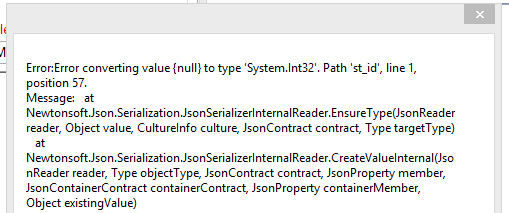 Error:Error converting value {null} to type 'System.Int32'. Path 'st_id', line 1,
position 57.
Message:   at
Newtonsoft.Json.Serialization.JsonSerializerInternalReader.EnsureType(JsonReader
reader, Object value, CultureInfo culture, JsonContract contract, Type targetType)
   at
Newtonsoft.Json.Serialization.JsonSerializerInternalReader.CreateValueInternal(Jso
nReader reader, Type objectType, JsonContract contract, JsonProperty member,
JsonContainerContract containerContract, JsonProperty containerMember,
Object existingValue)